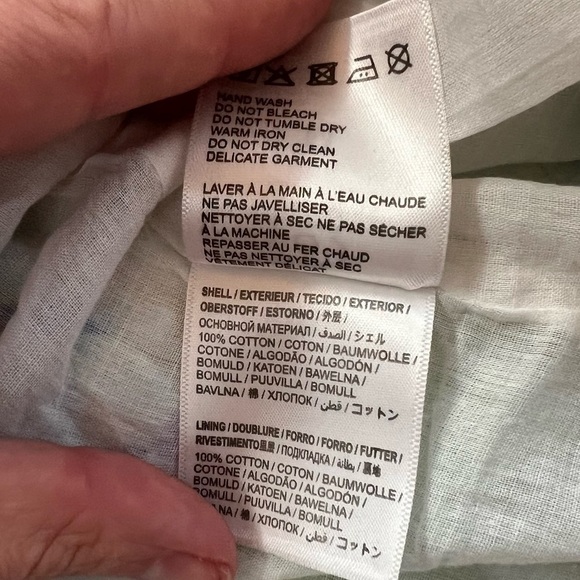 HAND WASH
DO NOT BLEACH
DO NOT TUMBLE DRY
WARM IRON
DO NOT DRY CLEAN
DELICATE GARMENT
LAVER À LA MAIN À L'EAU CHAUDE
NE PAS JAVELLISER
NETTOYER À SEC NE PAS SÉCHER
À LA MACHINE
REPASSER AU FER CHAUD
NE PAS NETTOYER À SEC
VÊTEMENT DÉLICAT
SHELL / EXTERIEUR / TECIDO / EXTERIOR /
OBERSTOFF / ESTORNO / 外層 /
ОСНОВНОЙ МАТЕРИАЛ / الصدف / シェル
100% COTTON / COTON / BAUMWOLLE /
COTONE / ALGODÃO / ALGODÓN /
BOMULD / KATOEN / BAWELNA /
BOMULL / PUUVILLA / BOMULL
BAVLNA / 棉 / ХЛОПОК / قطن / コットン
LINING / DOUBLURE / FORRO / FORRO / FUTTER /
RIVESTIMENTO里層 / ПОДКЛАДКА / بطانة / 裏地
100% COTTON / COTON / BAUMWOLLE /
COTONE / ALGODÃO / ALGODÓN /
BOMULD / KATOEN / BAWELNA /
BOMULL / PUUVILLA / BOMULL
/ 棉 / ХЛОПОК / قطن / コットン